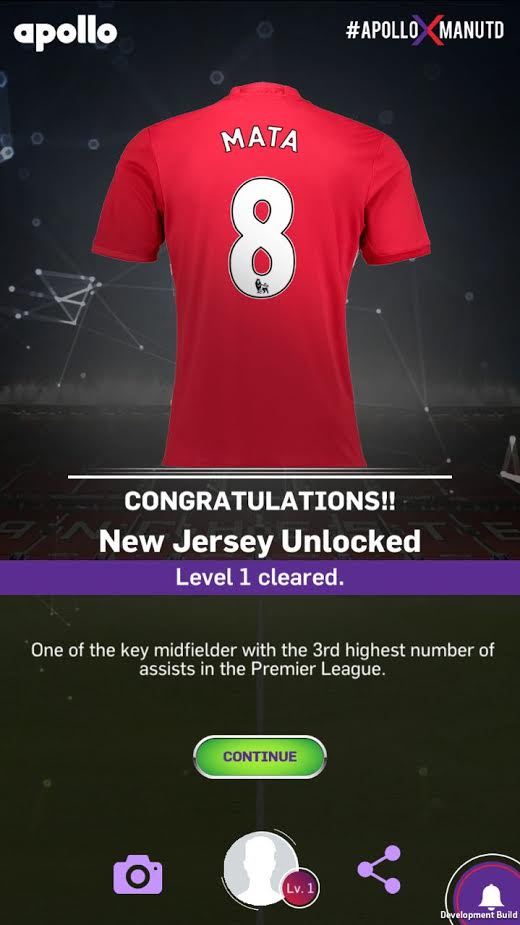 apollo
#APOLLO X MANUTD
MATA
8
CONGRATULATIONS!!
New Jersey Unlocked
Level 1 cleared.
One of the key midfielder with the 3rd highest number of
assists in the Premier League.
CONTINUE
Lv. 1
Development Build